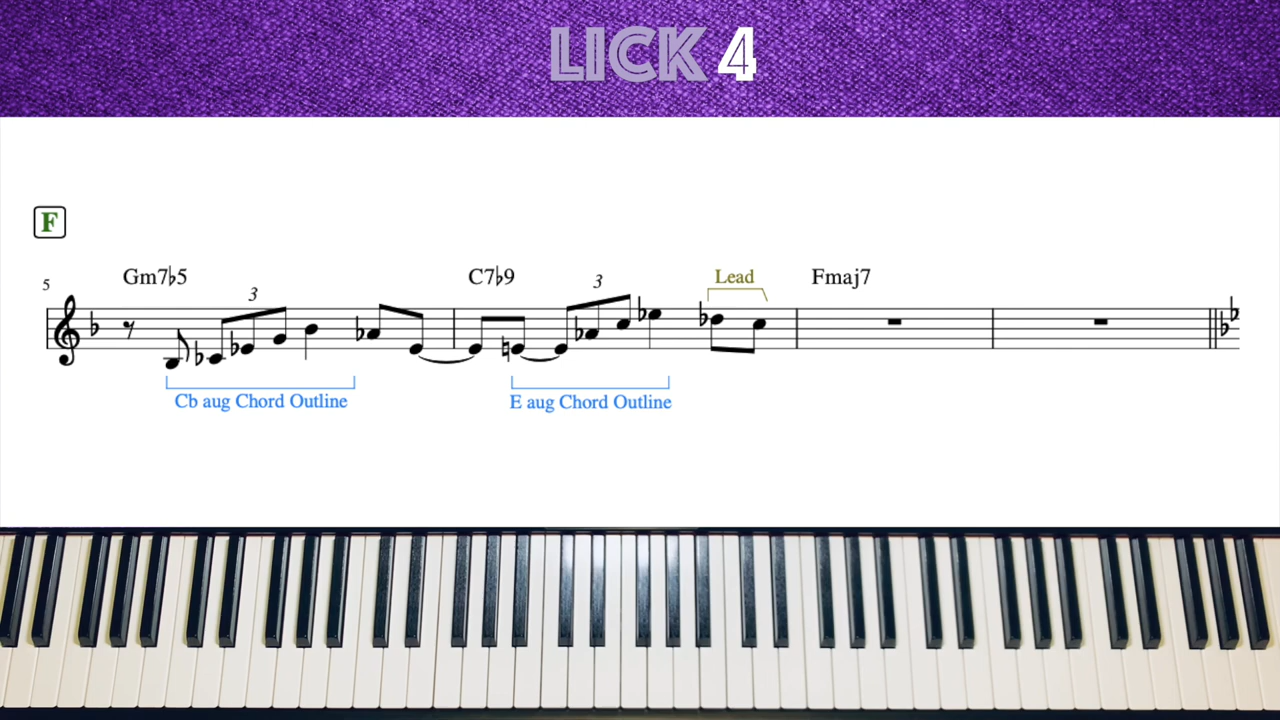 LICK 4
F
Gm7♭5 C7♭9 Lead Fmaj7
5 3 3
Cb aug Chord Outline E aug Chord Outline